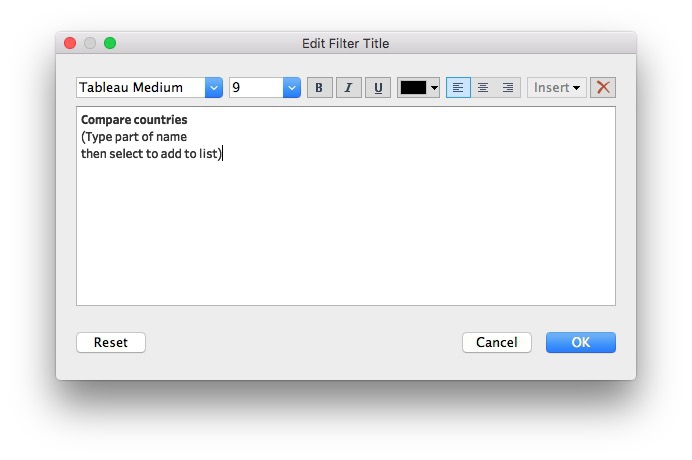 Edit Filter Title
Tableau Medium 9 B I U Insert
Compare countries
(Type part of name
then select to add to list)
Reset Cancel OK